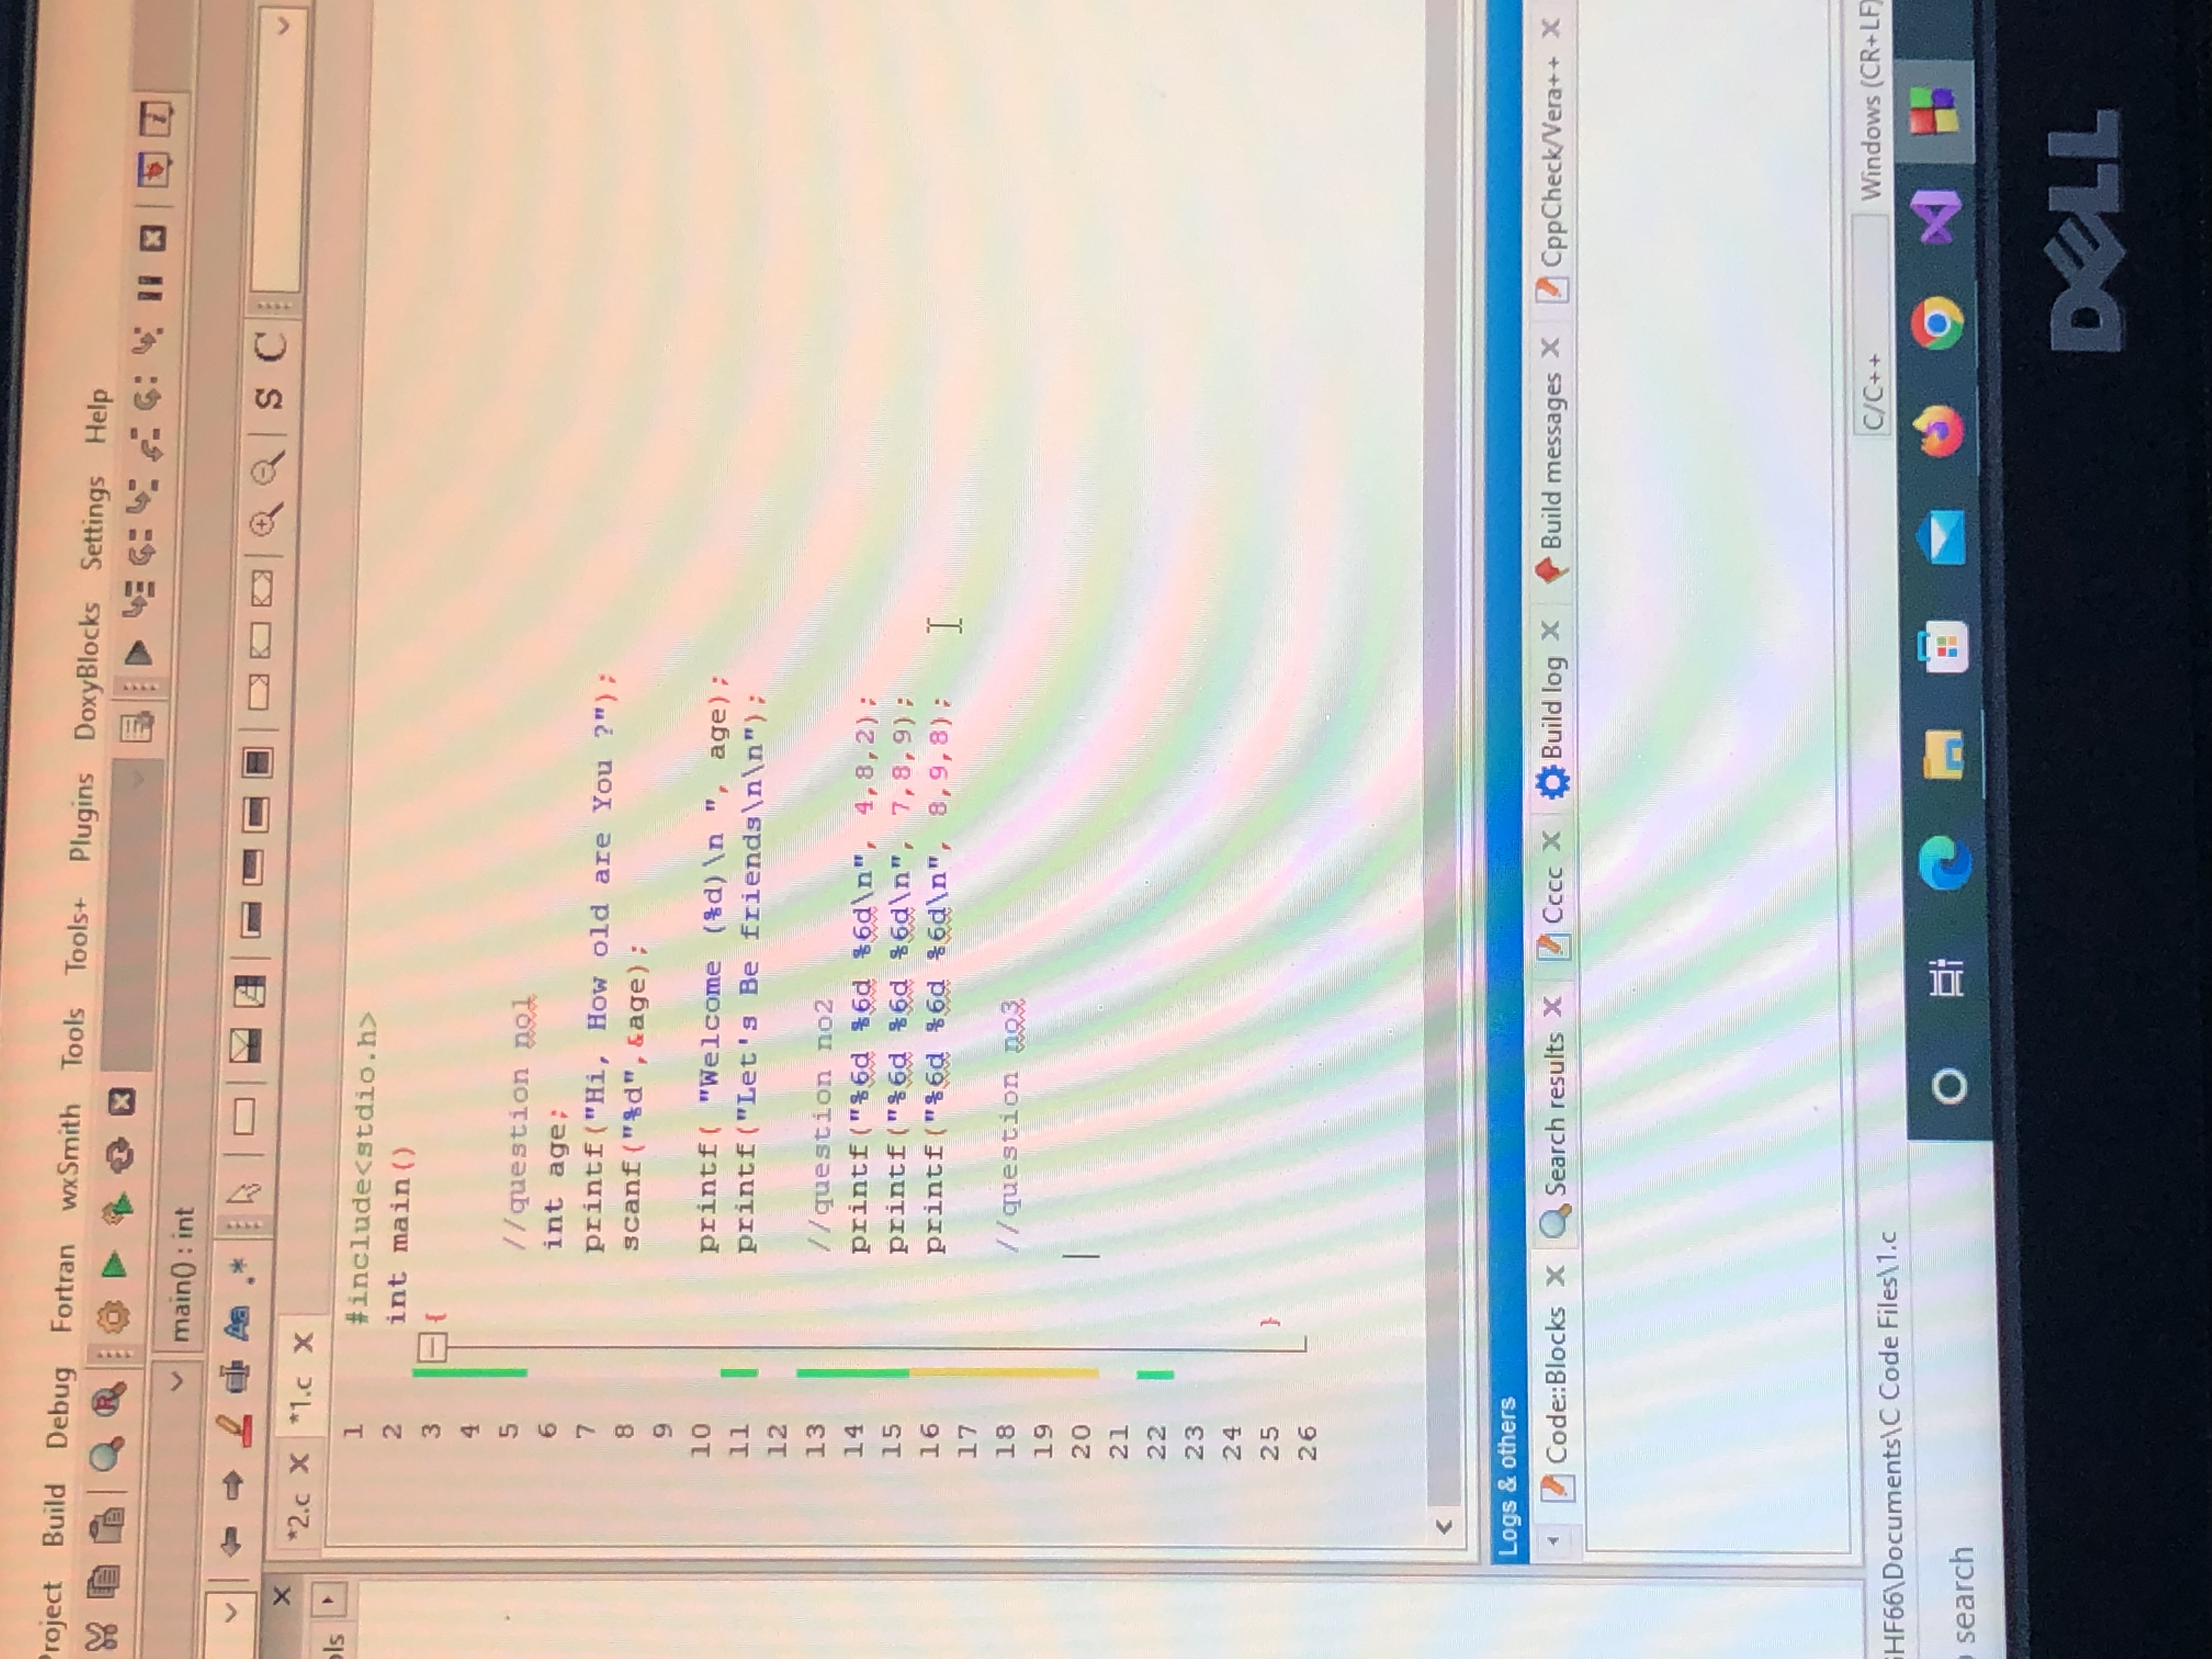 Project Build Debug Fortran wxSmith Tools Tools+ Plugins DoxyBlocks Settings Help
main() : int
Aa .* S C
*2.c X *1.c X
ols
1 #include<stdio.h>
2 int main()
3 {
4
5 //question no1
6 int age;
7 printf("Hi, How old are You ?");
8 scanf("%d",&age);
9
10 printf( "Welcome (%d)\n ", age);
11 printf("Let's Be friends\n\n");
12
13 //question no2
14 printf("%6d %6d %6d\n", 4,8,2);
15 printf("%6d %6d %6d\n", 7,8,9);
16 printf("%6d %6d %6d\n", 8,9,8);
17
18 //question no3
19
20
21
22
23
24
25 }
26
Logs & others
Code::Blocks X Search results X Cccc X Build log X Build messages X CppCheck/Vera++ X
GHF66\Documents\C Code Files\1.c C/C++ Windows (CR+LF)
search
DELL